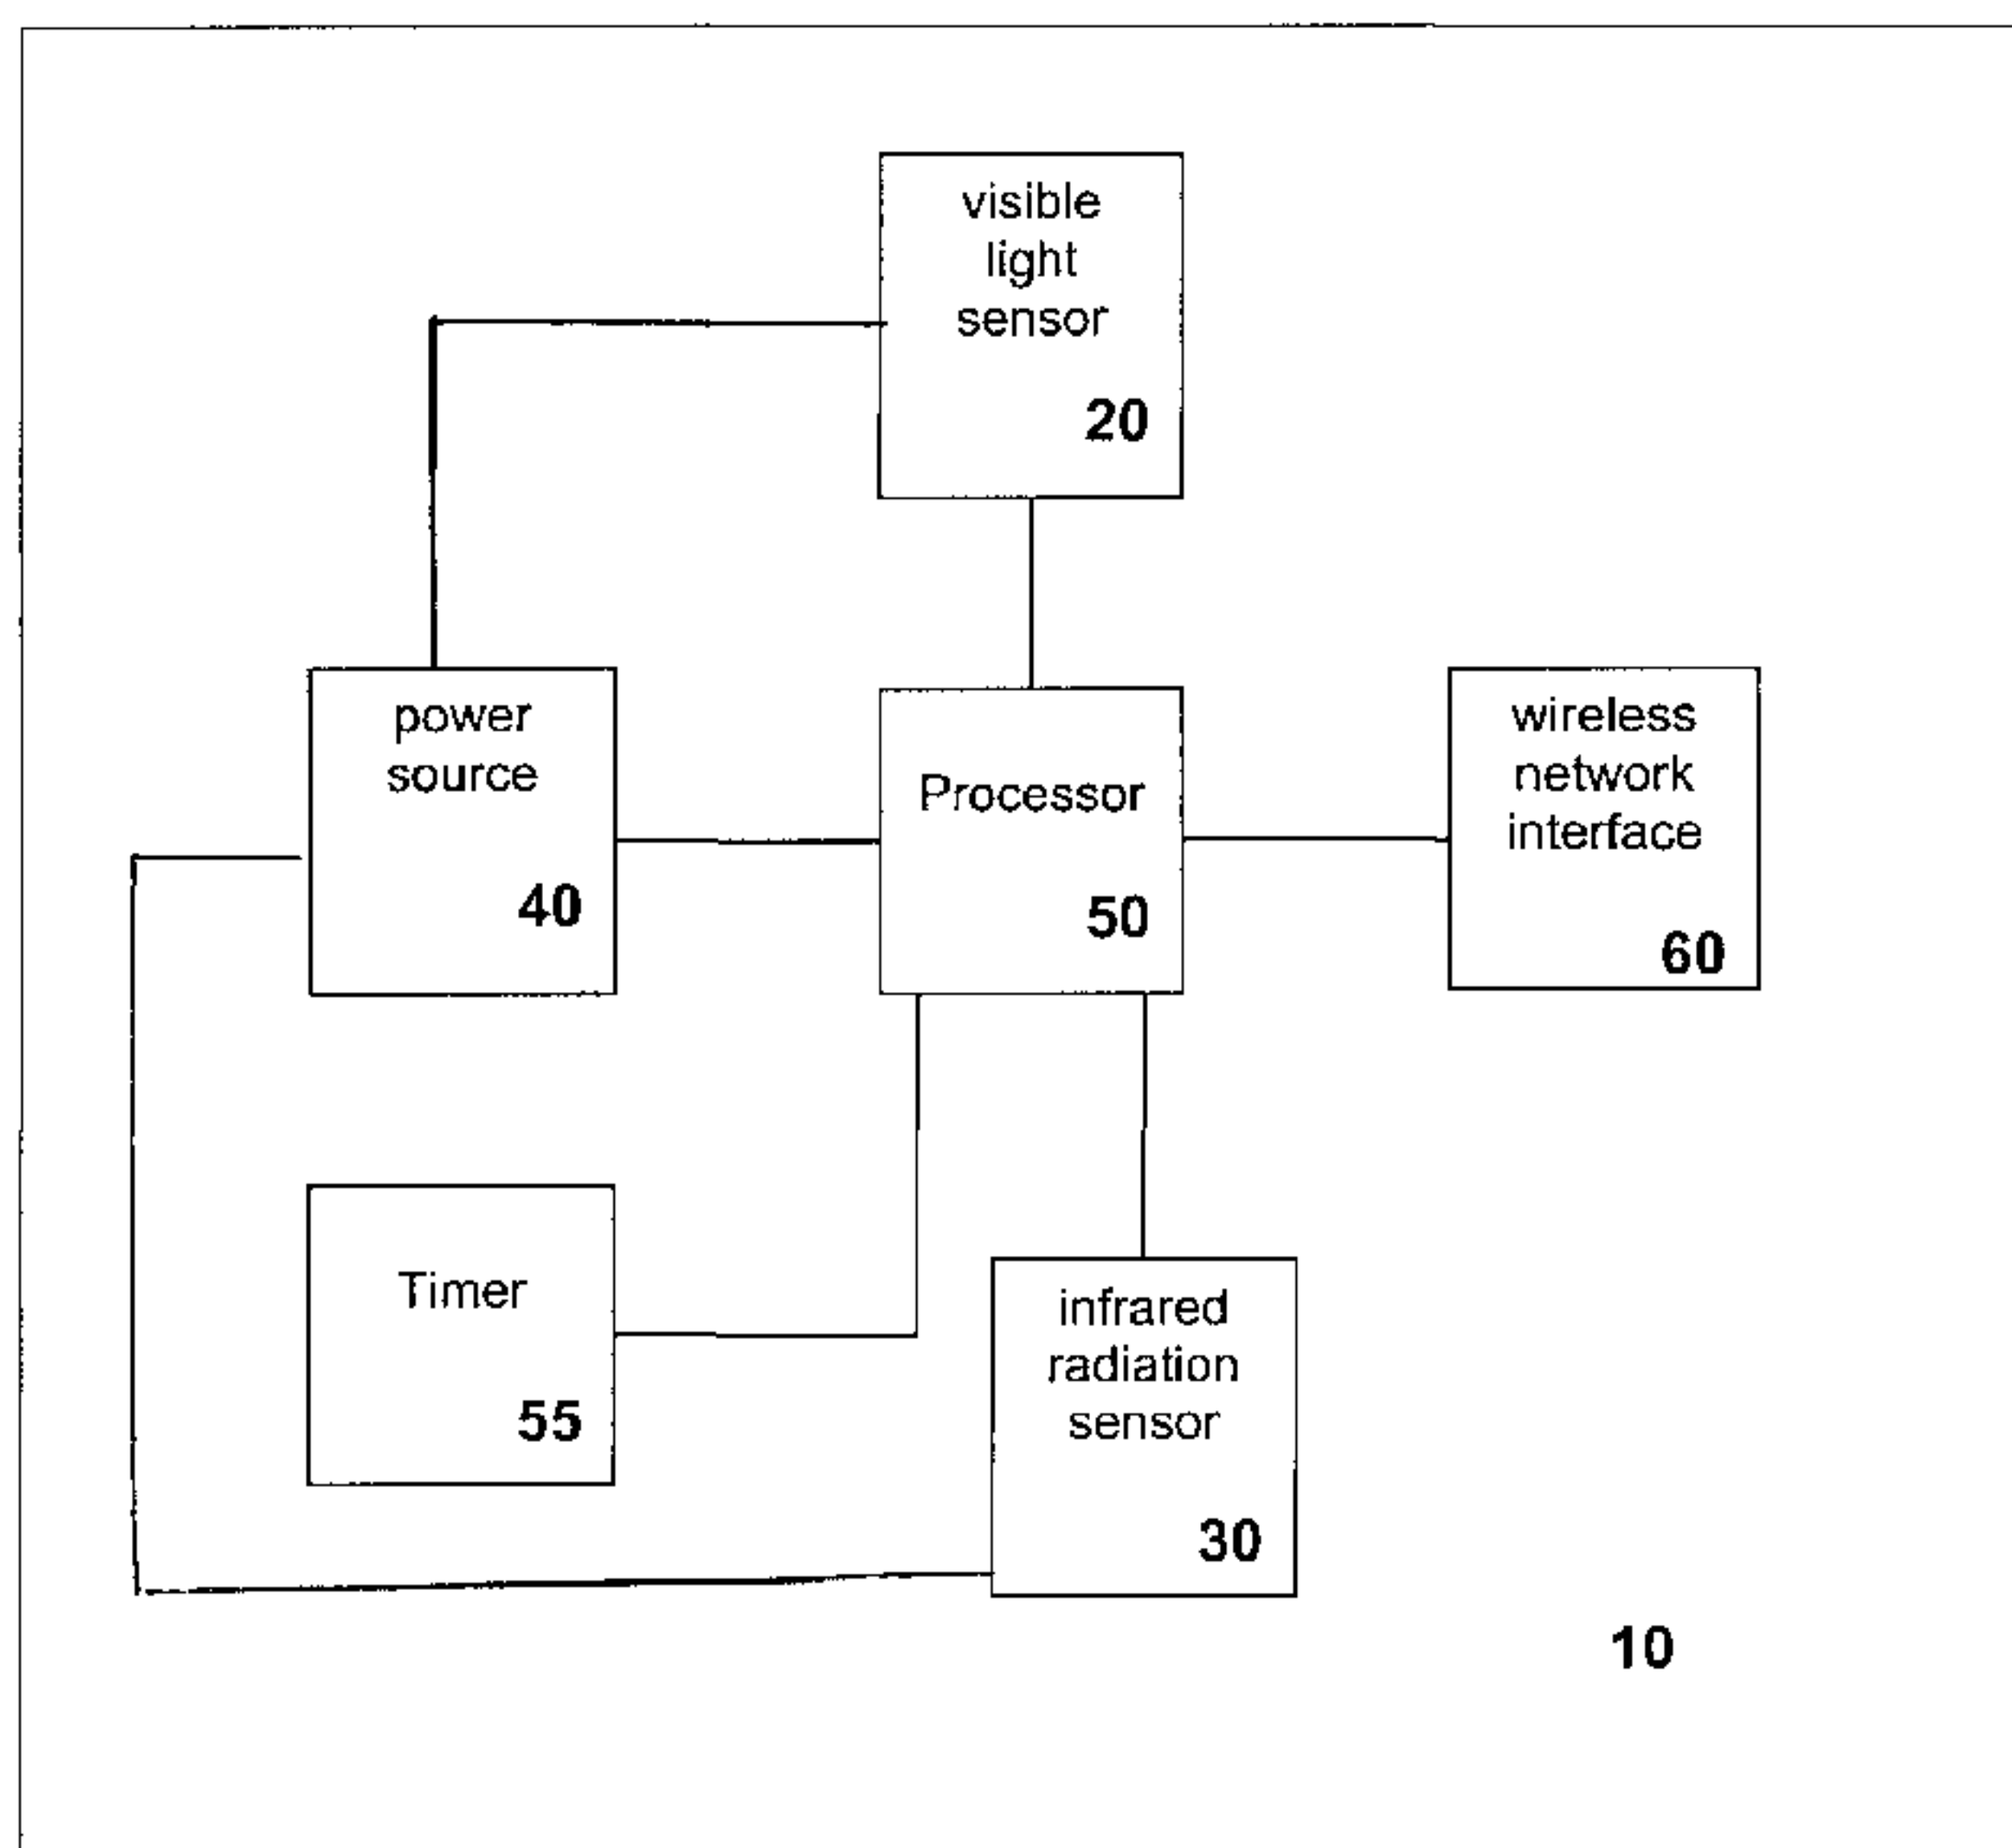 visible
light
sensor
20
power
source
40
Processor
50
wireless
network
interface
60
Timer
55
infrared
radiation
sensor
30
10